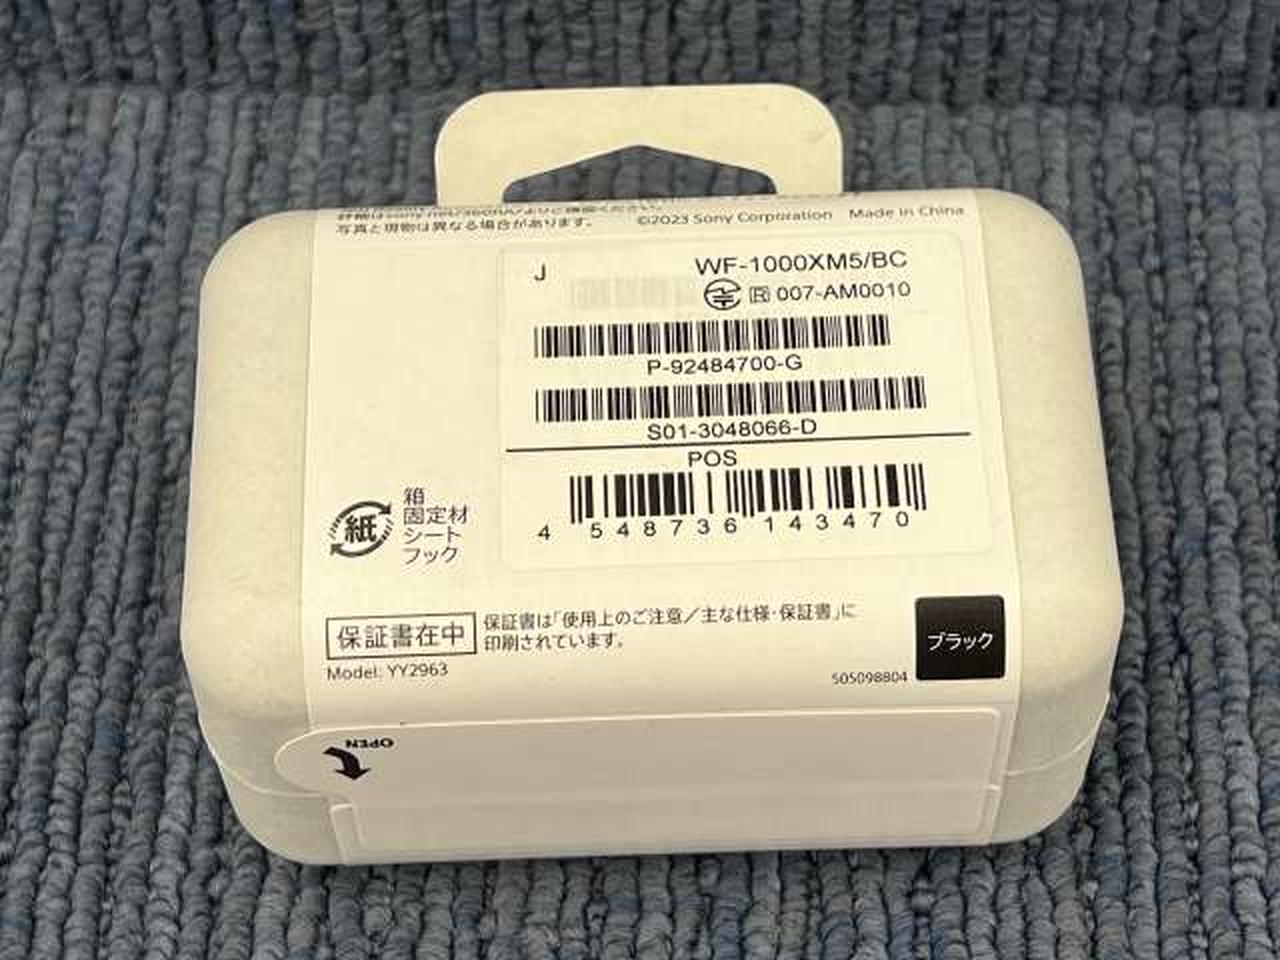 写真と現物は異なる場合があります。
©2023 Sony Corporation Made in China
J
WF-1000XM5/BC
R 007-AM0010
P-92484700-G
S01-3048066-D
POS
4 548736 143470
紙
箱
固定材
シート
フック
保証書在中
保証書は「使用上のご注意／主な仕様・保証書」に
印刷されています。
Model: YY2963
505098804
ブラック
OPEN